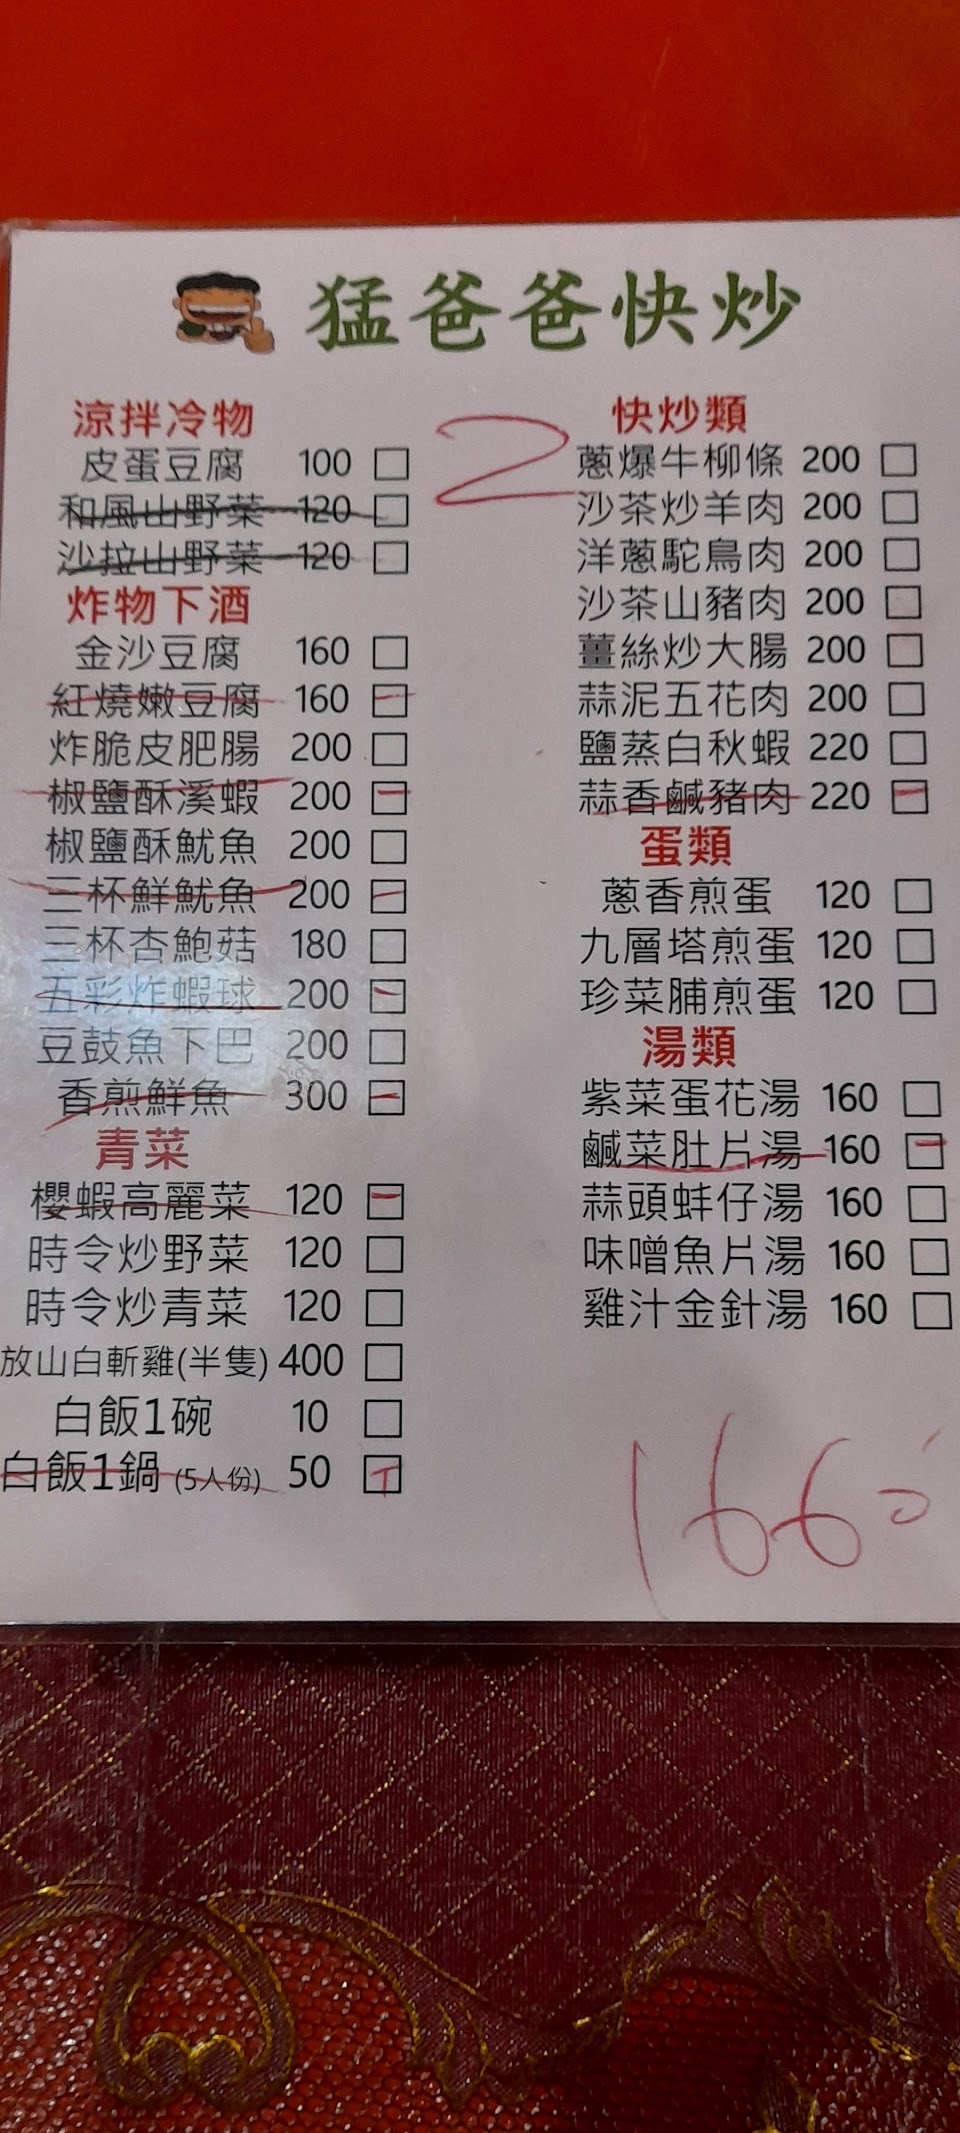 猛爸爸快炒
涼拌冷物
皮蛋豆腐 100 □
和風山野菜 120 □
沙拉山野菜 120 □
炸物下酒
金沙豆腐 160 □
紅燒嫩豆腐 160 □
炸脆皮肥腸 200 □
椒鹽酥溪蝦 200 □
椒鹽酥魷魚 200 □
三杯鮮魷魚 200 □
三杯杏鮑菇 180 □
五彩炸蝦球 200 □
豆鼓魚下巴 200 □
香煎鮮魚 300 □
青菜
櫻蝦高麗菜 120 □
時令炒野菜 120 □
時令炒青菜 120 □
放山白斬雞(半隻) 400 □
白飯1碗 10 □
白飯1鍋 (5人份) 50 □
2
快炒類
蔥爆牛柳條 200 □
沙茶炒羊肉 200 □
洋蔥駝鳥肉 200 □
沙茶山豬肉 200 □
薑絲炒大腸 200 □
蒜泥五花肉 200 □
鹽蒸白秋蝦 220 □
蒜香鹹豬肉 220 □
蛋類
蔥香煎蛋 120 □
九層塔煎蛋 120 □
珍菜脯煎蛋 120 □
湯類
紫菜蛋花湯 160 □
鹹菜肚片湯 160 □
蒜頭蚌仔湯 160 □
味噌魚片湯 160 □
雞汁金針湯 160 □
1660